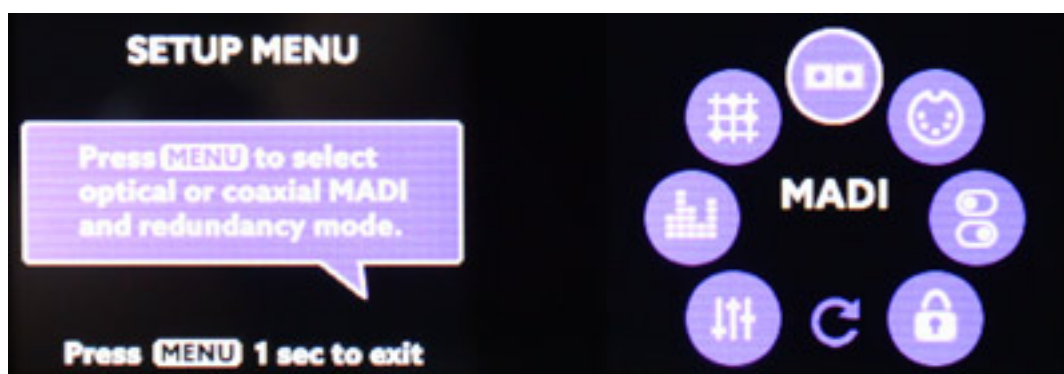 SETUP MENU
Press MENU to select
optical or coaxial MADI
and redundancy mode.
Press MENU 1 sec to exit
MADI